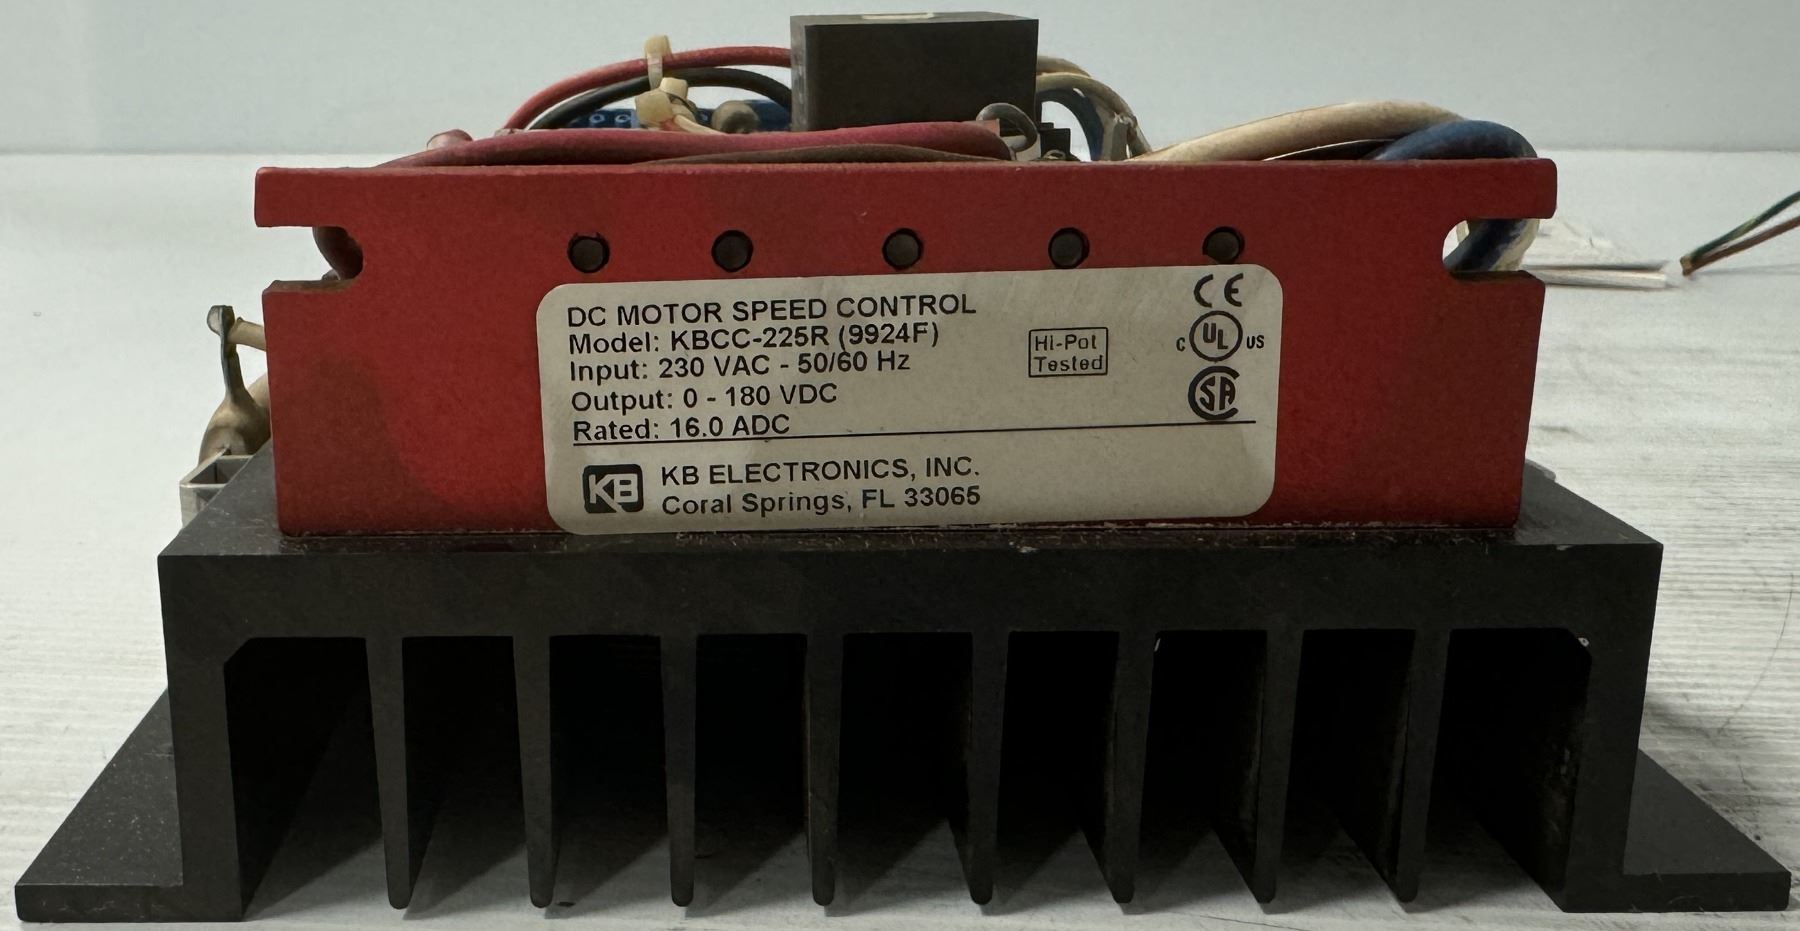 DC MOTOR SPEED CONTROL
Model: KBCC-225R (9924F)
Input: 230 VAC - 50/60 Hz
Output: 0 - 180 VDC
Rated: 16.0 ADC
Hi-Pot
Tested
CE
C UL US
SA
KB
KB ELECTRONICS, INC.
Coral Springs, FL 33065